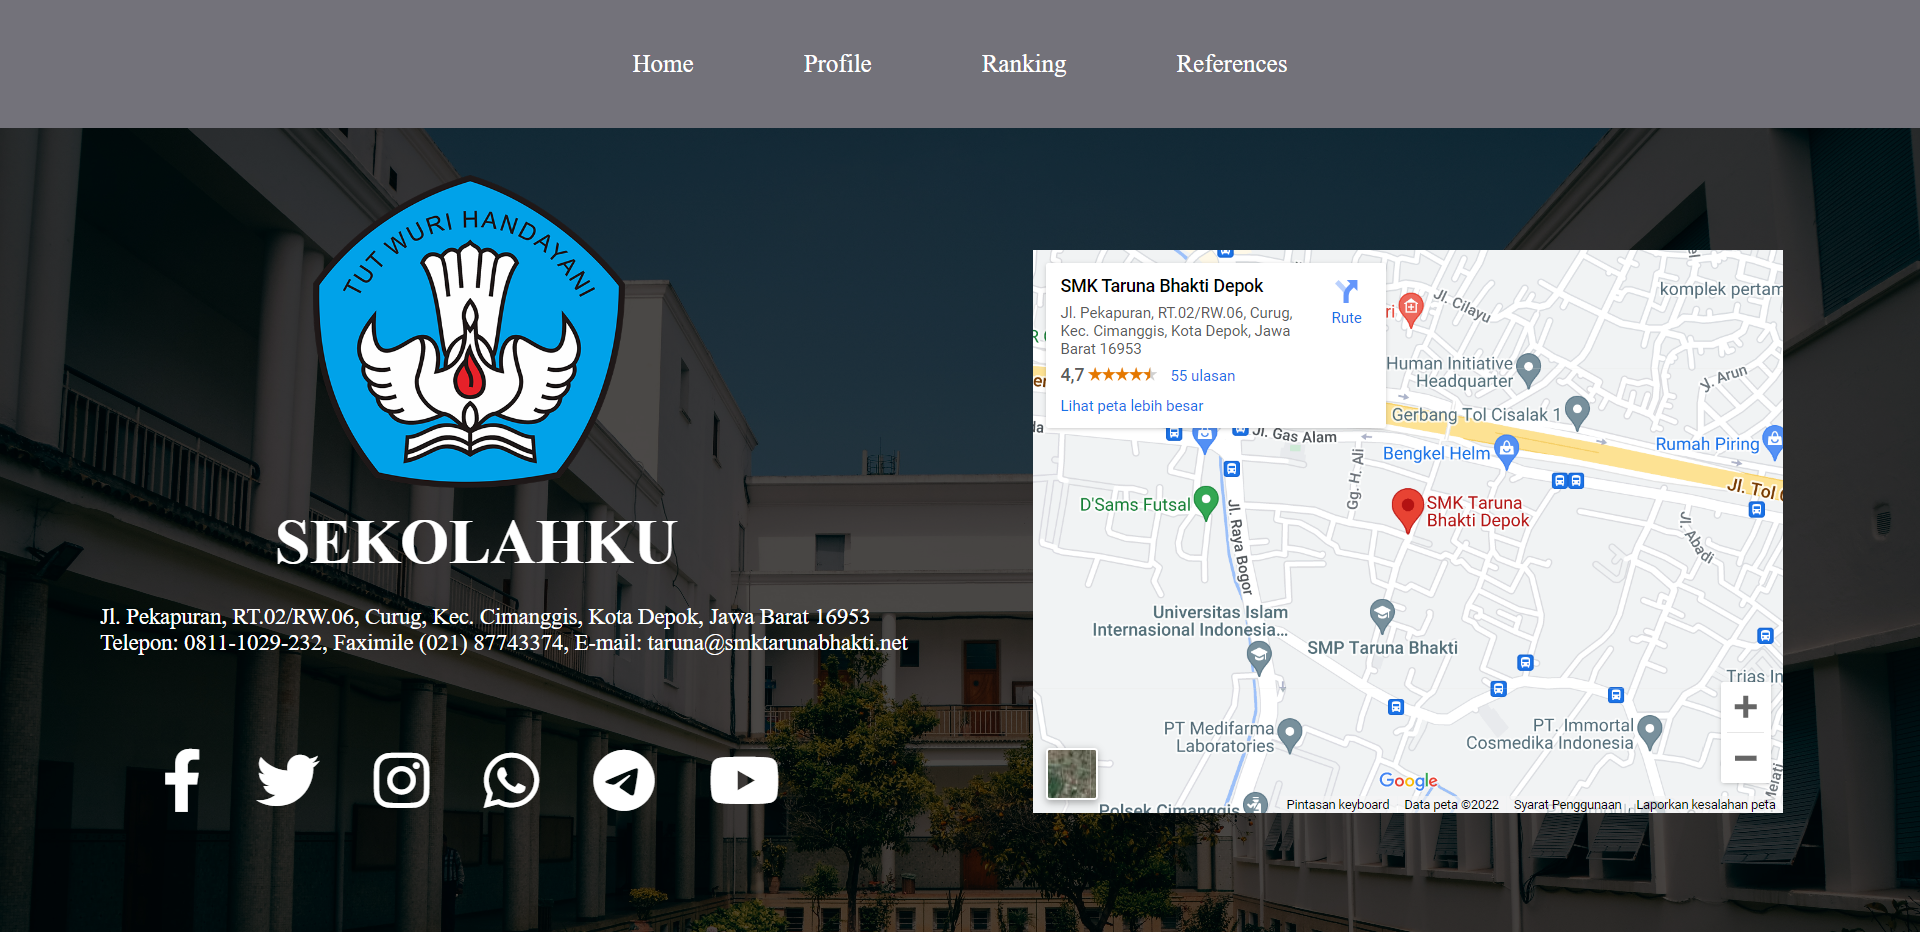 Home
Profile
Ranking
References
TUT WURI HANDAYANI
SEKOLAHKU
Jl. Pekapuran, RT.02/RW.06, Curug, Kec. Cimanggis, Kota Depok, Jawa Barat 16953
Telepon: 0811-1029-232, Faximile (021) 87743374, E-mail: taruna@smktarunabhakti.net
SMK Taruna Bhakti Depok
Jl. Pekapuran, RT.02/RW.06, Curug,
Kec. Cimanggis, Kota Depok, Jawa
Barat 16953
4,7
55 ulasan
Lihat peta lebih besar
Rute
komplek pertam
Jl. Cilayu
ri
Human Initiative
Headquarter
y. Arun
Gerbang Tol Cisalak 1
Jl. Gas Alam
Bengkel Helm
Rumah Piring
Gg. H. Ali
Jl. Tol
D'Sams Futsal
Jl. Raya Bogor
SMK Taruna
Bhakti Depok
Jl. Abadi
Universitas Islam
Internasional Indonesia...
SMP Taruna Bhakti
Trias In
PT Medifarma
Laboratories
PT. Immortal
Cosmedika Indonesia
Melati
Polsek Cimanggis
Google
Pintasan keyboard
Data peta ©2022
Syarat Penggunaan
Laporkan kesalahan peta